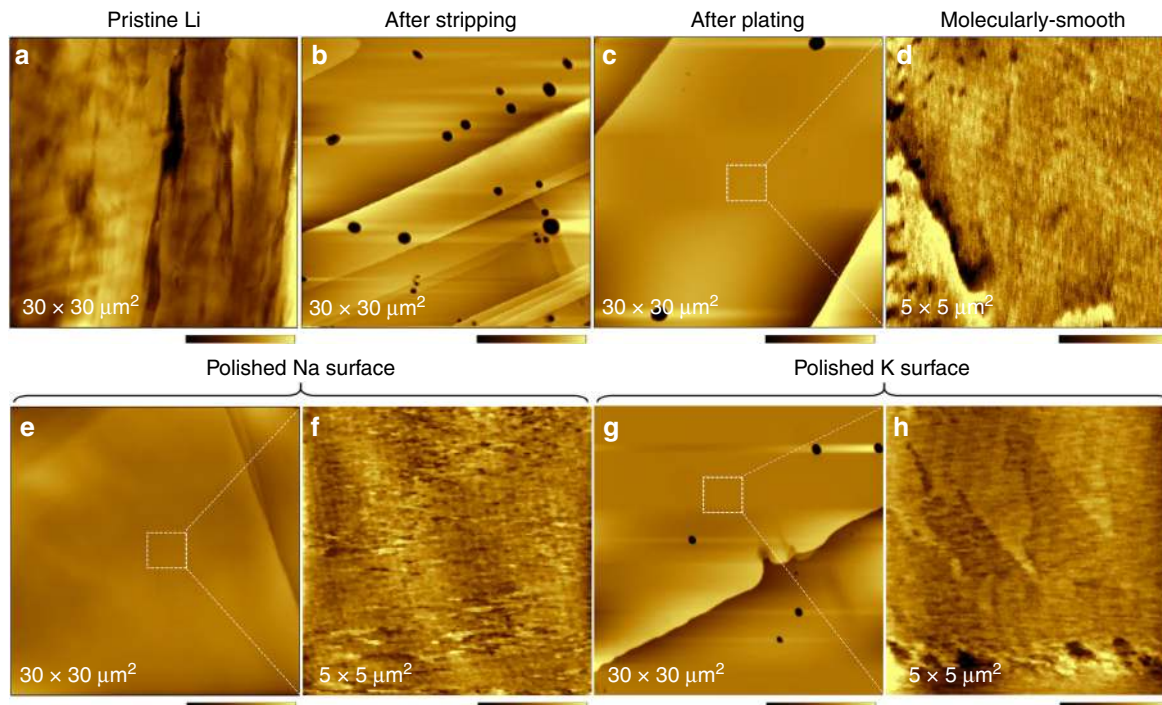 Pristine Li
After stripping
After plating
Molecularly-smooth
a
b
c
d
30 × 30 μm²
30 × 30 μm²
30 × 30 μm²
5 × 5 μm²
Polished Na surface
Polished K surface
e
f
g
h
30 × 30 μm²
5 × 5 μm²
30 × 30 μm²
5 × 5 μm²